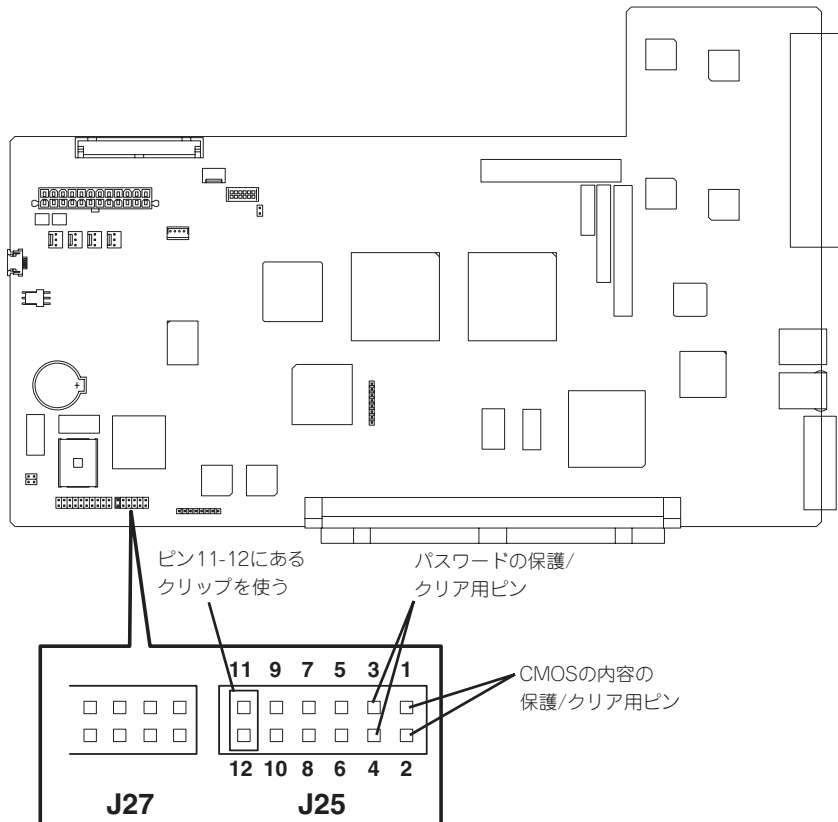 +
ピン11-12にある
クリップを使う
パスワードの保護/
クリア用ピン
11 9 7 5 3 1
CMOSの内容の
保護/クリア用ピン
12 10 8 6 4 2
J27 J25